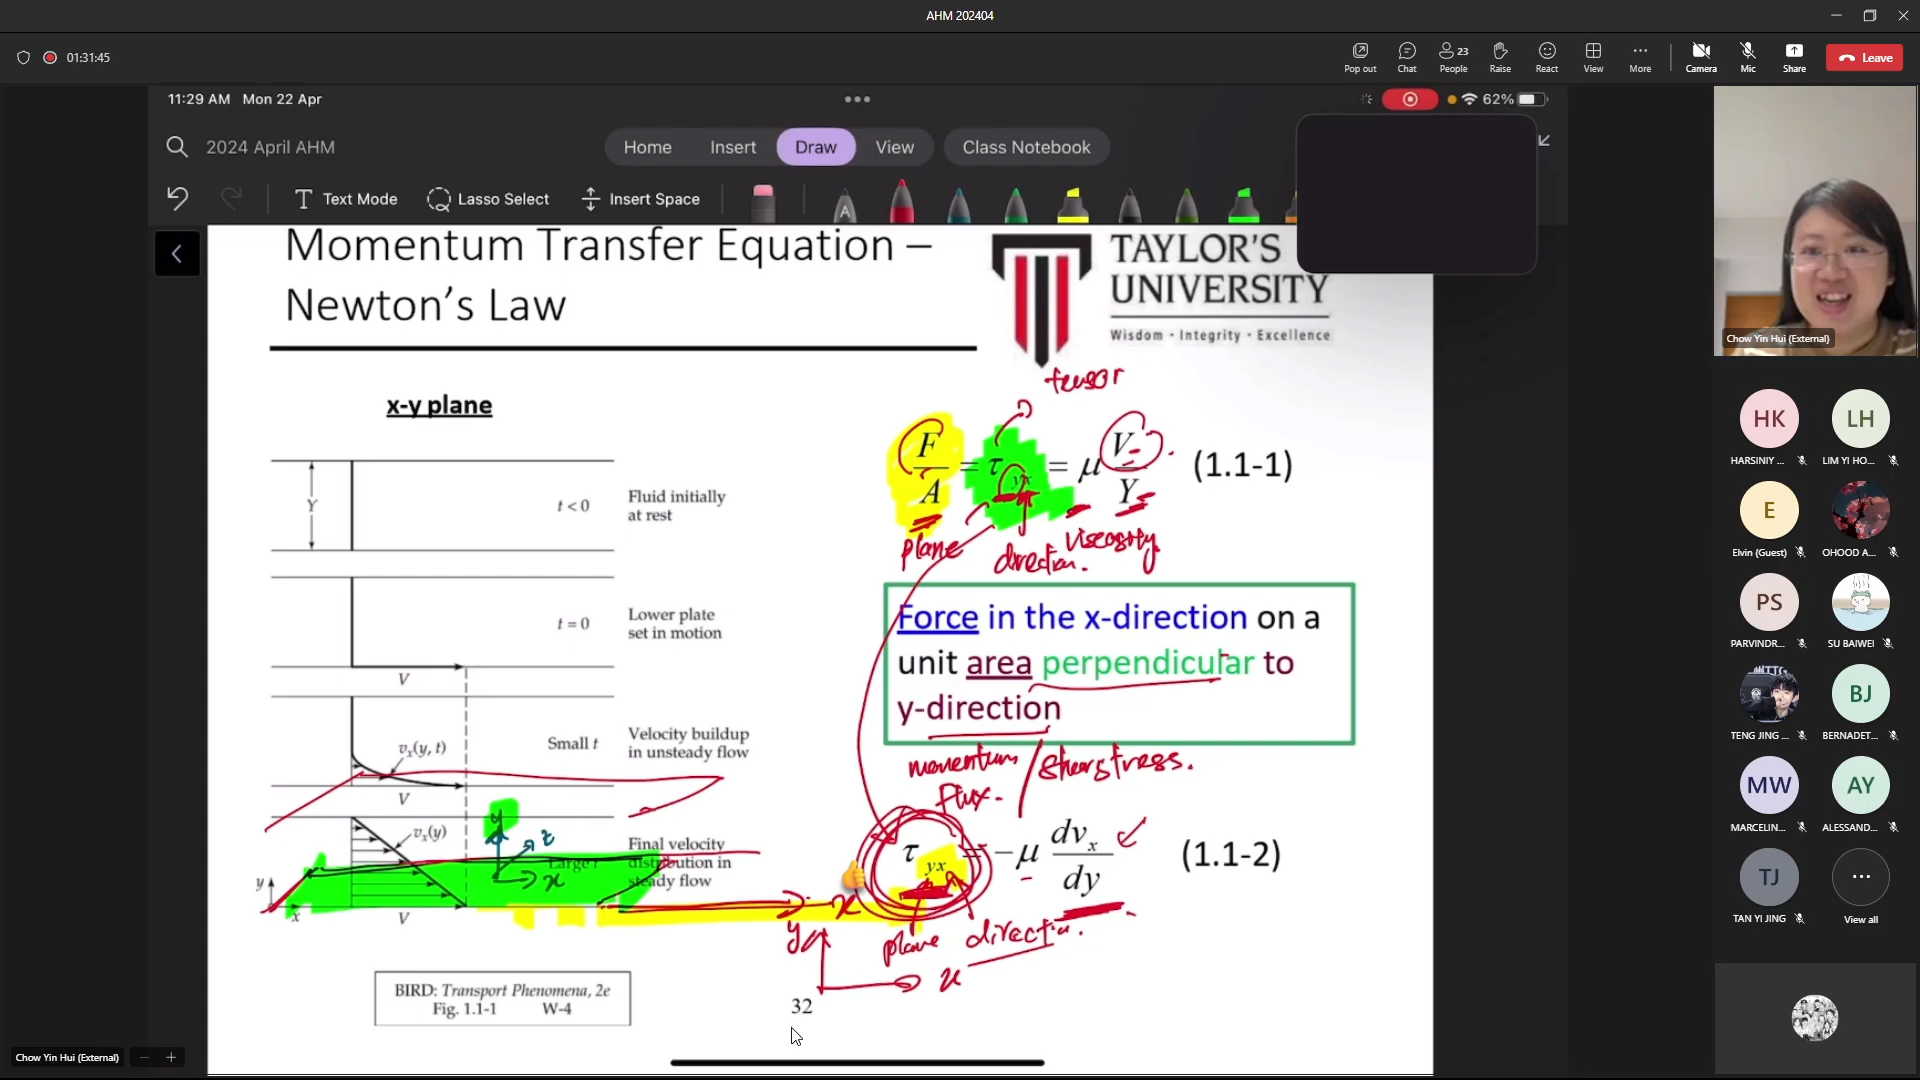 AHM 202404
01:31:45
Pop out
Chat
People
23
Raise
React
View
More
Camera
Mic
Share
Leave
11:29 AM Mon 22 Apr
62%
2024 April AHM
Home
Insert
Draw
View
Class Notebook
Text Mode
Lasso Select
Insert Space
A
Momentum Transfer Equation –
Newton's Law
TAYLOR'S
UNIVERSITY
Wisdom · Integrity · Excellence
x-y plane
Y
t < 0
Fluid initially
at rest
t = 0
Lower plate
set in motion
V
vx(y, t)
Small t
Velocity buildup
in unsteady flow
V
vx(y)
y
z
x
Large t
Final velocity
distribution in
steady flow
y
x
V
BIRD: Transport Phenomena, 2e
Fig. 1.1-1 W-4
32
tensor
F/A = τyx = μ V/Y (1.1-1)
plane
direction.
viscosity
Force in the x-direction on a
unit area perpendicular to
y-direction
momentum / shear stress.
flux.
τyx = −μ dvx/dy (1.1-2)
x
plane
direction.
y
x
Chow Yin Hui (External)
Chow Yin Hui (External)
HK
HARSINIY ...
LH
LIM YI HO...
E
Elvin (Guest)
OHOOD A...
PS
PARVINDR...
SU BAIWEI
TENG JING ...
BJ
BERNADET...
MW
MARCELIN...
AY
ALESSAND...
TJ
TAN YI JING
View all